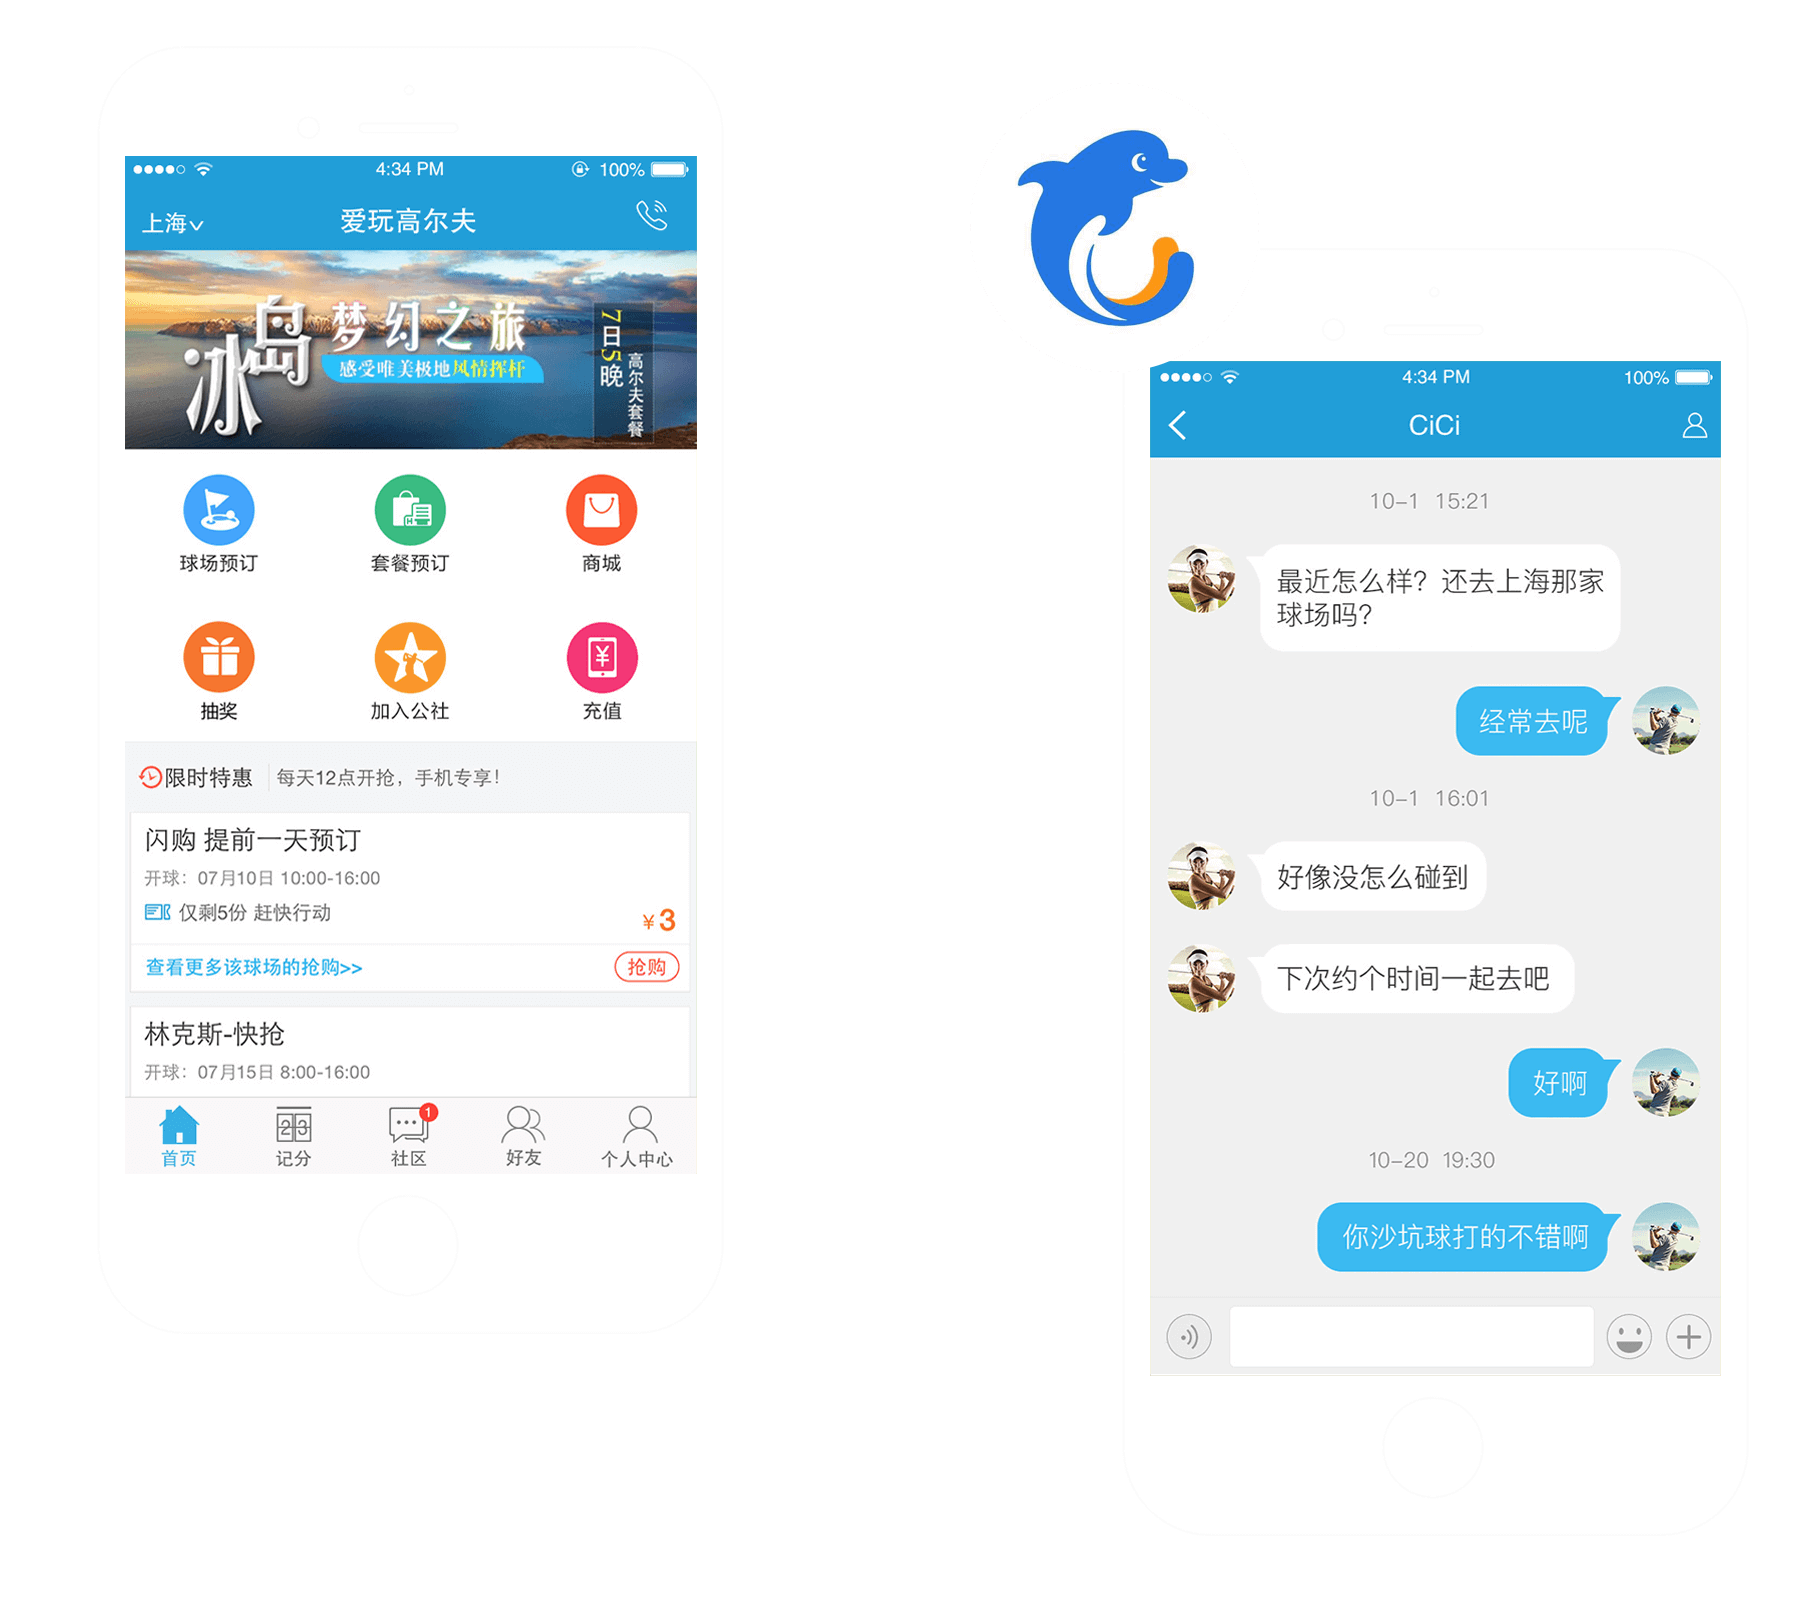 4:34 PM
100%
上海
爱玩高尔夫
冰岛
梦幻之旅
感受唯美极地风情挥杆
7日5晚
高尔夫套餐
球场预订
套餐预订
商城
抽奖
加入公社
充值
限时特惠
每天12点开抢，手机专享！
闪购 提前一天预订
开球：07月10日 10:00-16:00
仅剩5份 赶快行动
¥3
查看更多该球场的抢购>>
抢购
林克斯-快抢
开球：07月15日 8:00-16:00
23
1
首页
记分
社区
好友
个人中心
4:34 PM
100%
CiCi
10-1 15:21
最近怎么样？还去上海那家
球场吗？
经常去呢
10-1 16:01
好像没怎么碰到
下次约个时间一起去吧
好啊
10-20 19:30
你沙坑球打的不错啊